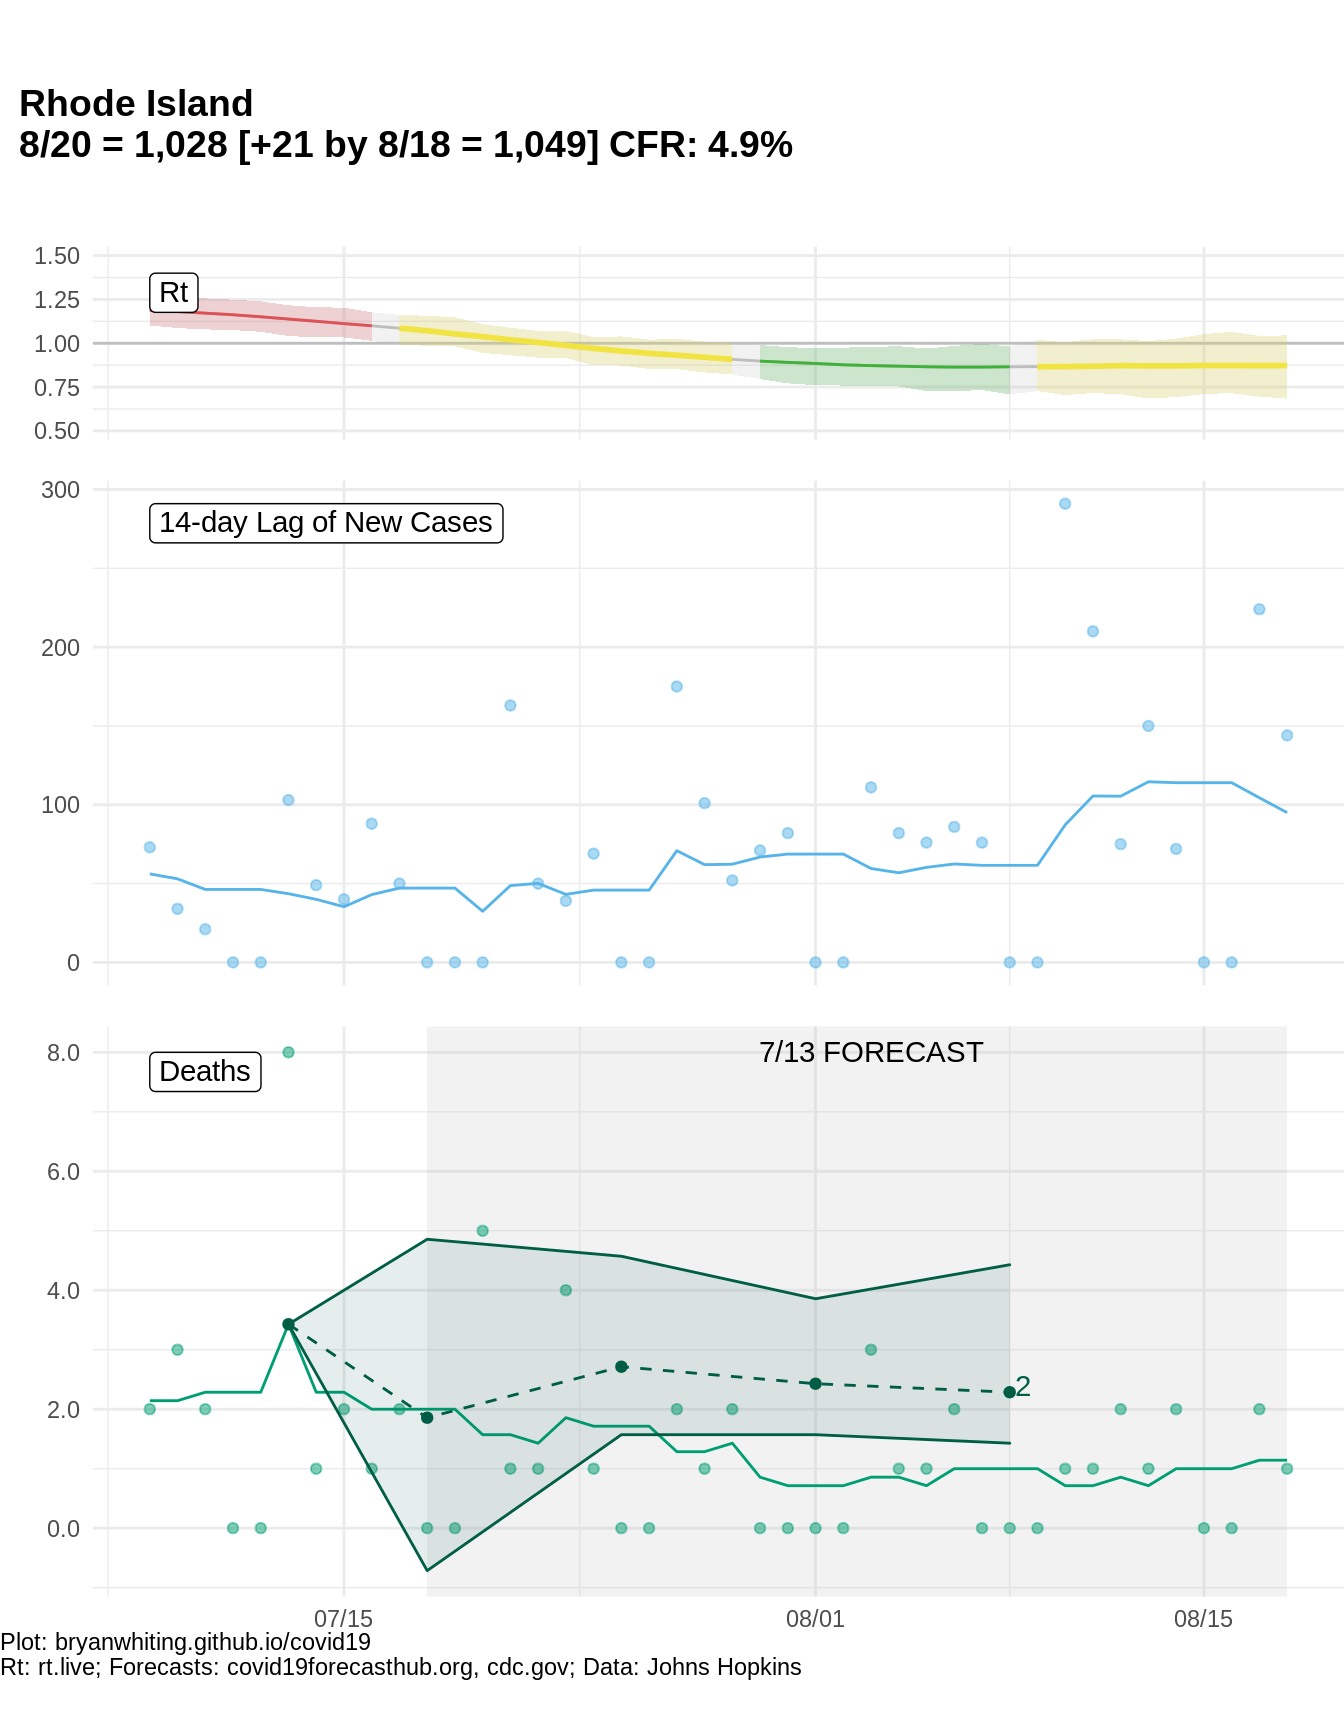 Rhode Island
8/20 = 1,028 [+21 by 8/18 = 1,049] CFR: 4.9%
1.50
1.25
1.00
0.75
0.50
Rt
300
200
100
0
14-day Lag of New Cases
8.0
6.0
4.0
2.0
0.0
Deaths
7/13 FORECAST
2
07/15
08/01
08/15
Plot: bryanwhiting.github.io/covid19
Rt: rt.live; Forecasts: covid19forecasthub.org, cdc.gov; Data: Johns Hopkins